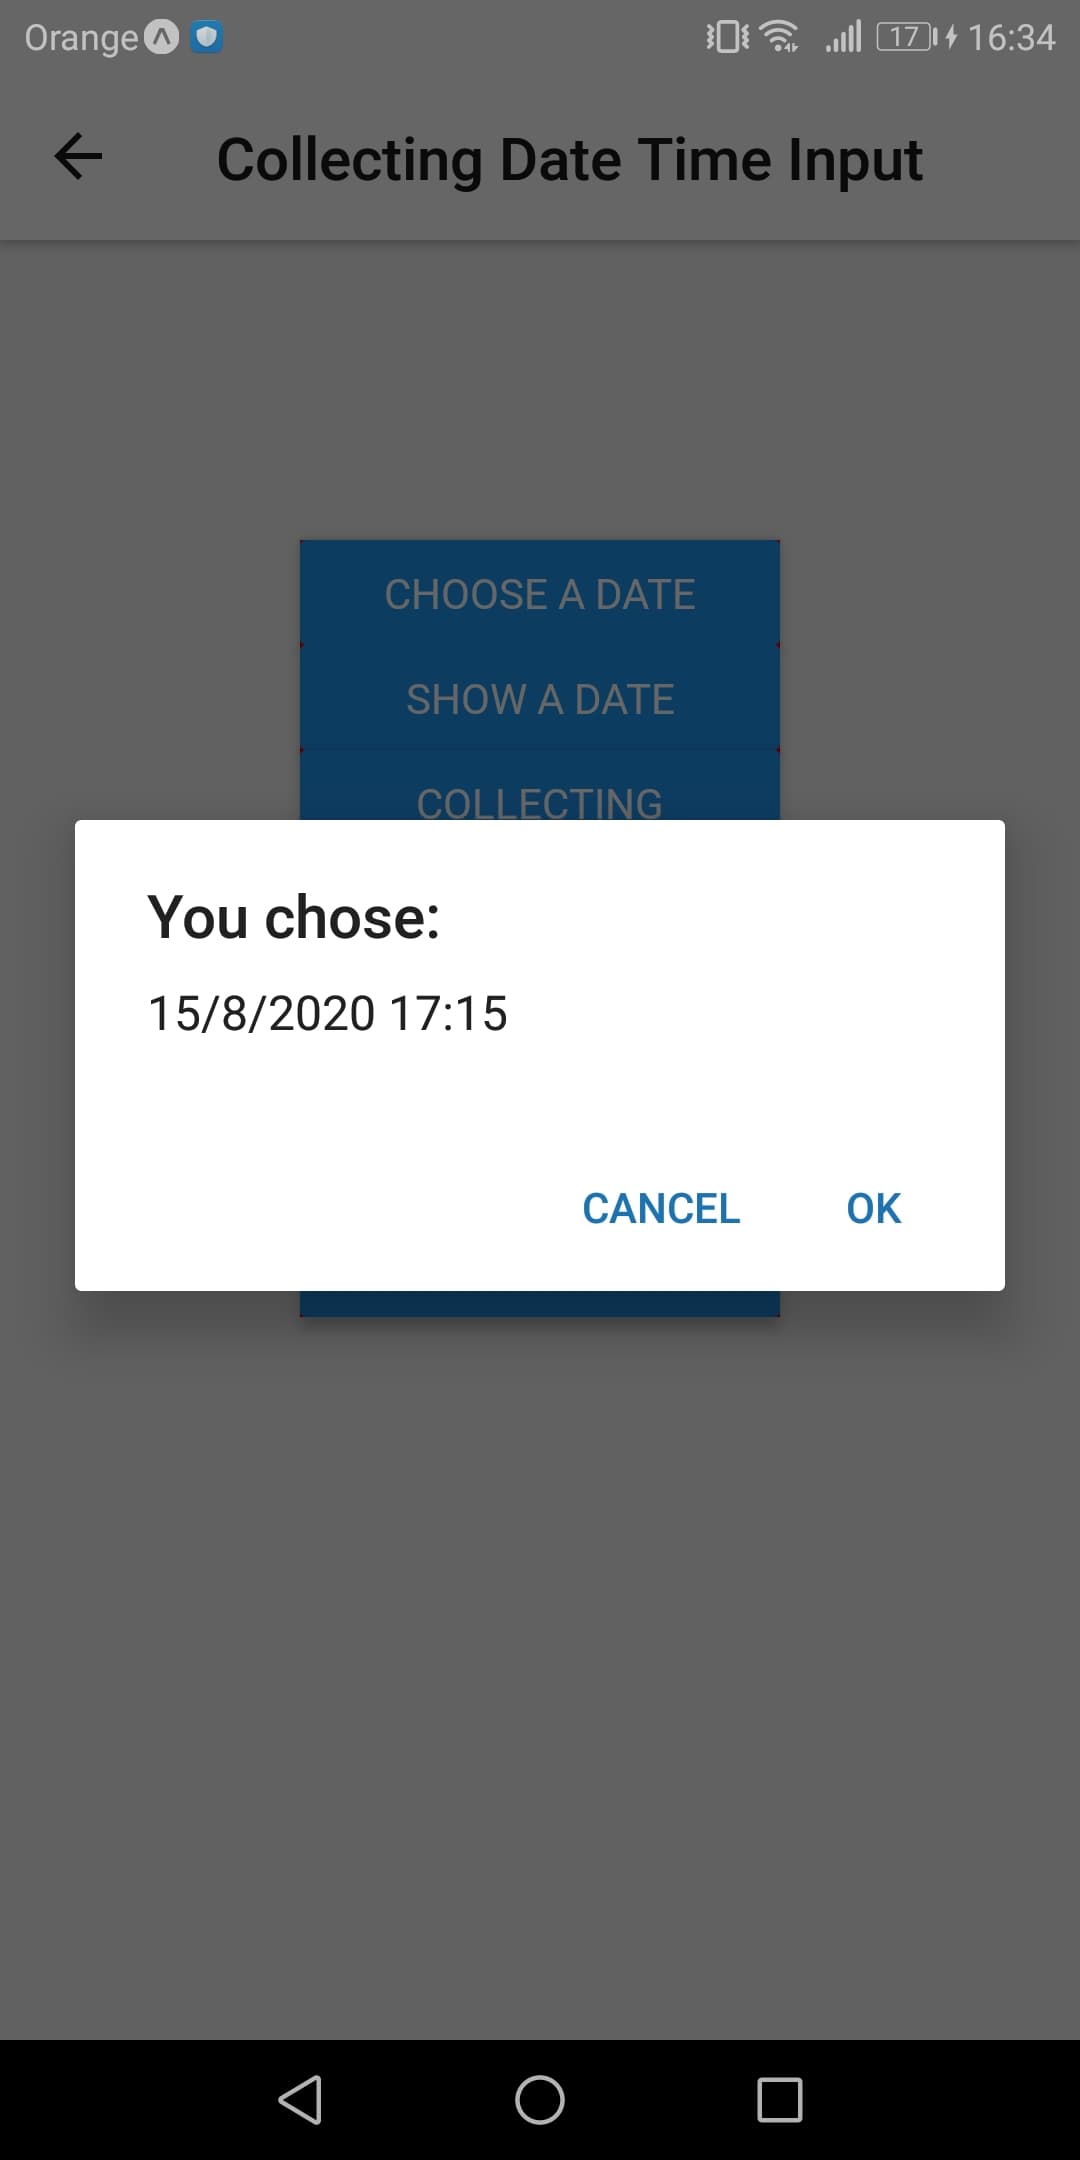 Orange 17 16:34
Collecting Date Time Input
CHOOSE A DATE
SHOW A DATE
COLLECTING
You chose:
15/8/2020 17:15
CANCEL OK